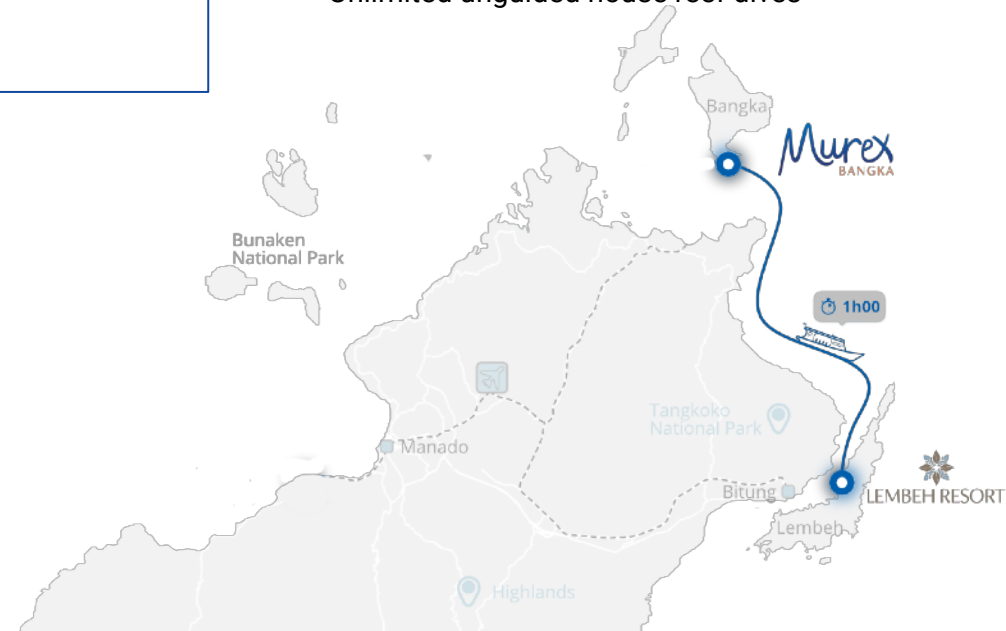 Unlimited unguided house reef dives
Bangka
Murex
BANGKA
Bunaken
National Park
1h00
Tangkoko
National Park
Manado
Bitung
LEMBEH RESORT
Lembeh
Highlands